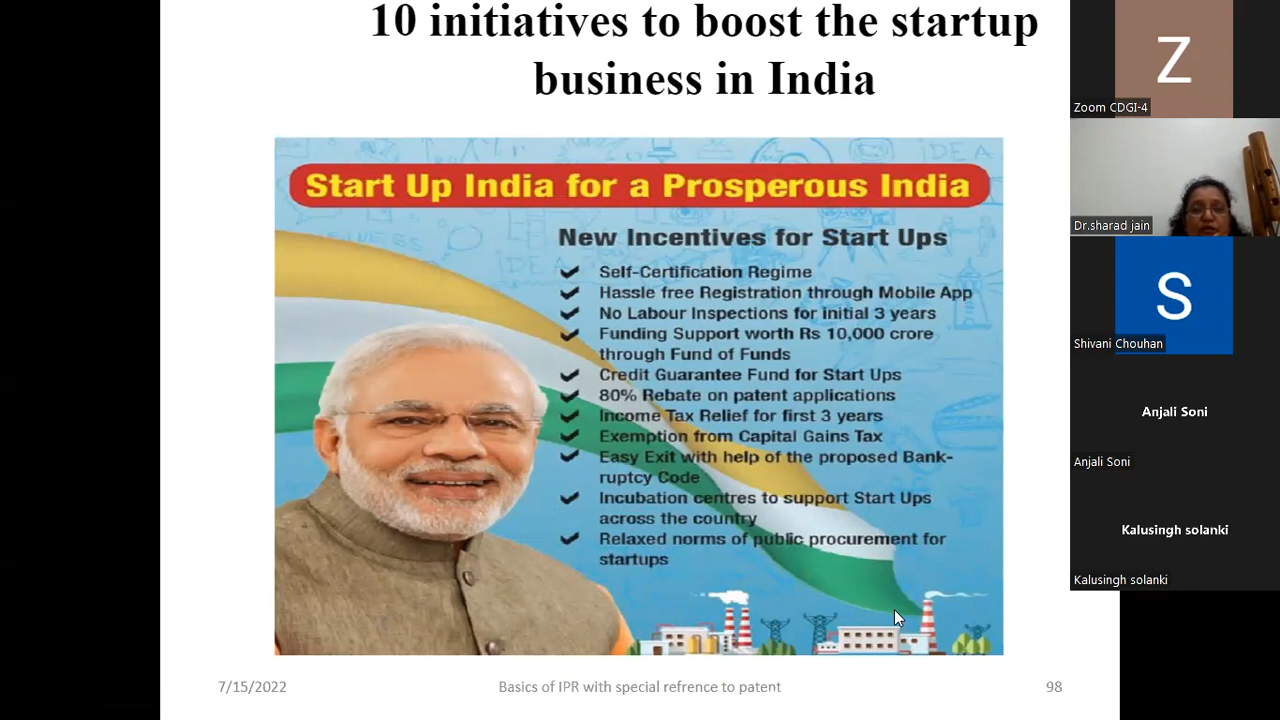 10 initiatives to boost the startup
business in India
Start Up India for a Prosperous India
New Incentives for Start Ups
Self-Certification Regime
Hassle free Registration through Mobile App
No Labour Inspections for initial 3 years
Funding Support worth Rs 10,000 crore
through Fund of Funds
Credit Guarantee Fund for Start Ups
80% Rebate on patent applications
Income Tax Relief for first 3 years
Exemption from Capital Gains Tax
Easy Exit with help of the proposed Bank-
ruptcy Code
Incubation centres to support Start Ups
across the country
Relaxed norms of public procurement for
startups
7/15/2022
Basics of IPR with special refrence to patent
98
Z
Zoom CDGI-4
Dr.sharad jain
S
Shivani Chouhan
Anjali Soni
Anjali Soni
Kalusingh solanki
Kalusingh solanki